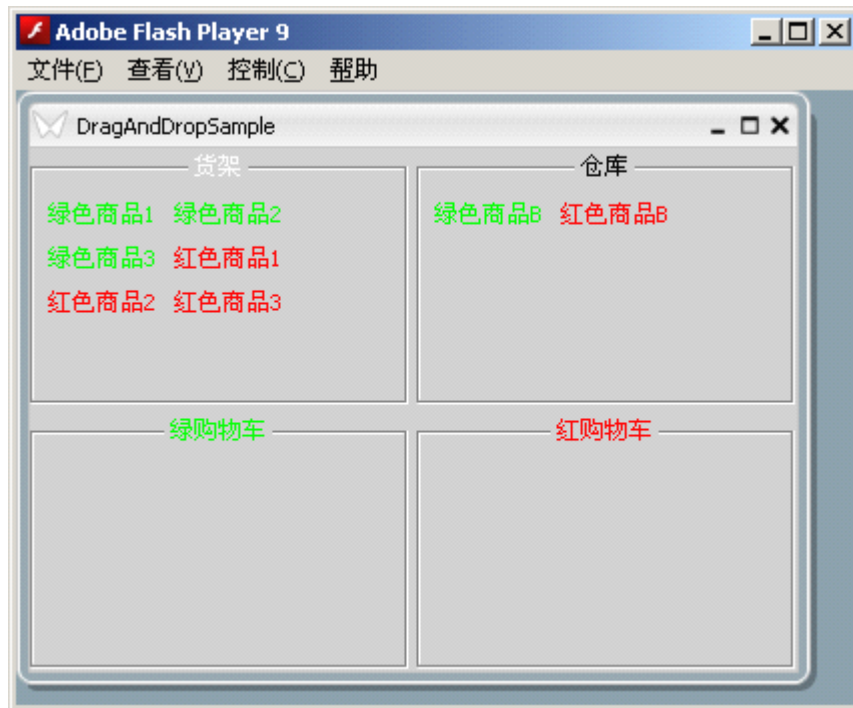 Adobe Flash Player 9
文件(F) 查看(V) 控制(C) 帮助
DragAndDropSample
货架
绿色商品1 绿色商品2
绿色商品3 红色商品1
红色商品2 红色商品3
仓库
绿色商品B 红色商品B
绿购物车
红购物车